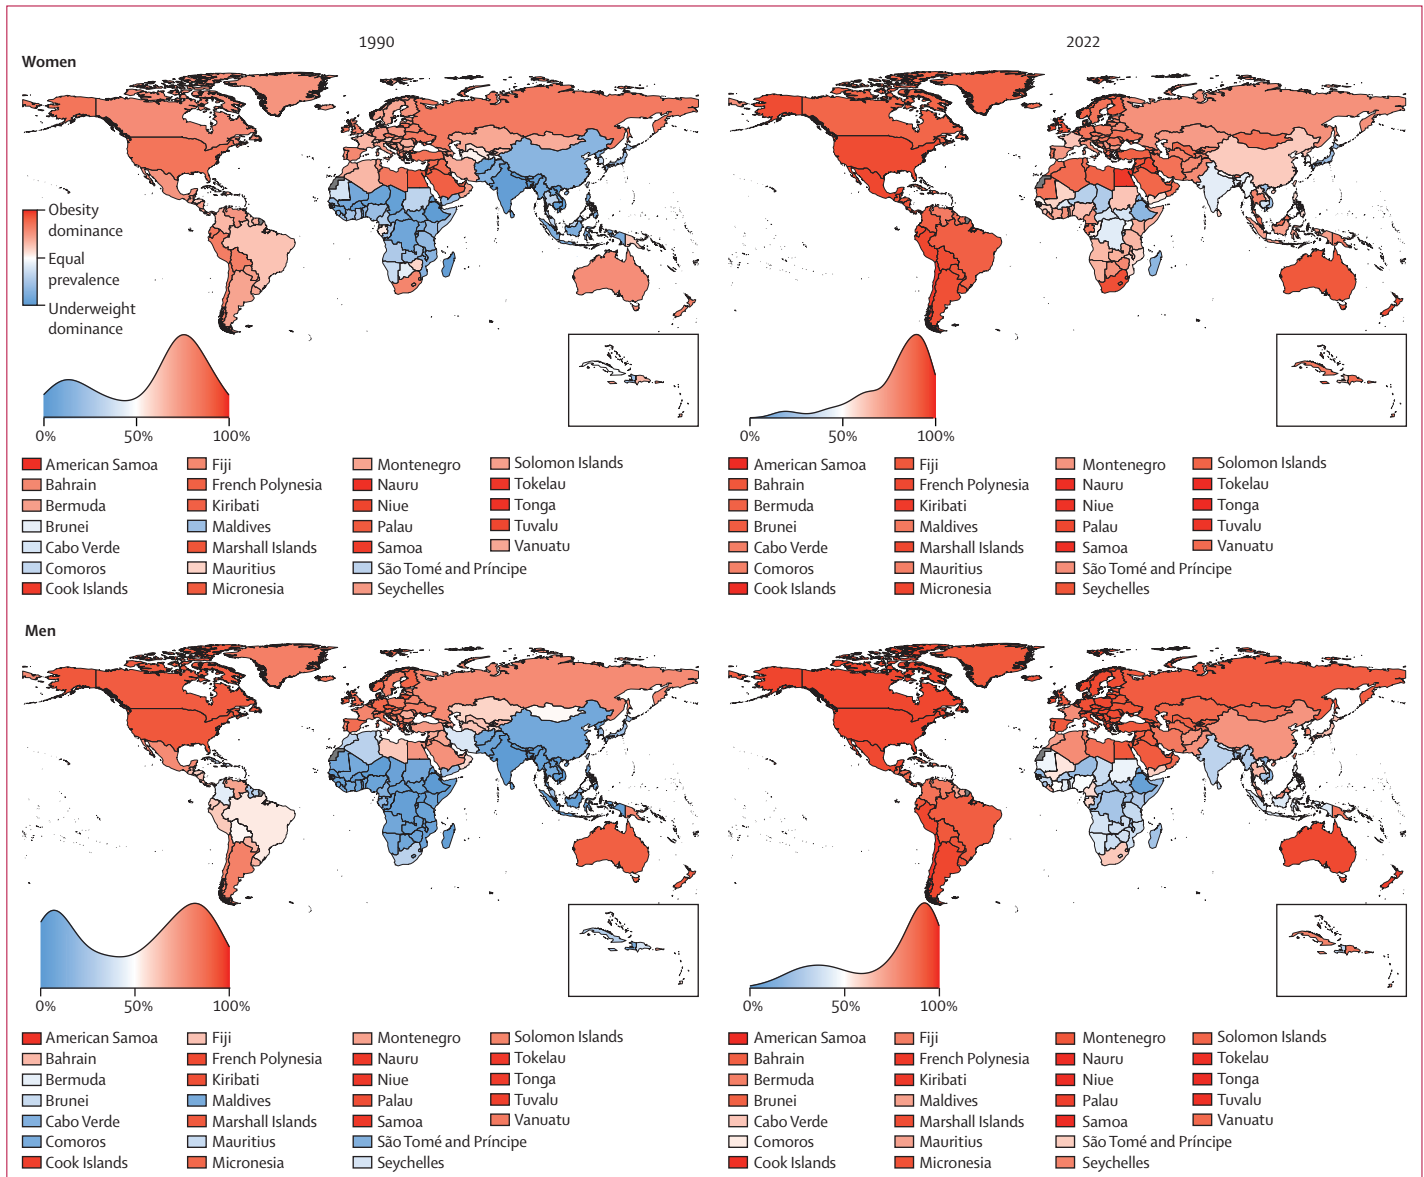 1990
2022
Women
Obesity
dominance
Equal
prevalence
Underweight
dominance
0%
50%
100%
0%
50%
100%
American Samoa
Bahrain
Bermuda
Brunei
Cabo Verde
Comoros
Cook Islands
Fiji
French Polynesia
Kiribati
Maldives
Marshall Islands
Mauritius
Micronesia
Montenegro
Nauru
Niue
Palau
Samoa
São Tomé and Príncipe
Seychelles
Solomon Islands
Tokelau
Tonga
Tuvalu
Vanuatu
American Samoa
Bahrain
Bermuda
Brunei
Cabo Verde
Comoros
Cook Islands
Fiji
French Polynesia
Kiribati
Maldives
Marshall Islands
Mauritius
Micronesia
Montenegro
Nauru
Niue
Palau
Samoa
São Tomé and Príncipe
Seychelles
Solomon Islands
Tokelau
Tonga
Tuvalu
Vanuatu
Men
0%
50%
100%
0%
50%
100%
American Samoa
Bahrain
Bermuda
Brunei
Cabo Verde
Comoros
Cook Islands
Fiji
French Polynesia
Kiribati
Maldives
Marshall Islands
Mauritius
Micronesia
Montenegro
Nauru
Niue
Palau
Samoa
São Tomé and Príncipe
Seychelles
Solomon Islands
Tokelau
Tonga
Tuvalu
Vanuatu
American Samoa
Bahrain
Bermuda
Brunei
Cabo Verde
Comoros
Cook Islands
Fiji
French Polynesia
Kiribati
Maldives
Marshall Islands
Mauritius
Micronesia
Montenegro
Nauru
Niue
Palau
Samoa
São Tomé and Príncipe
Seychelles
Solomon Islands
Tokelau
Tonga
Tuvalu
Vanuatu